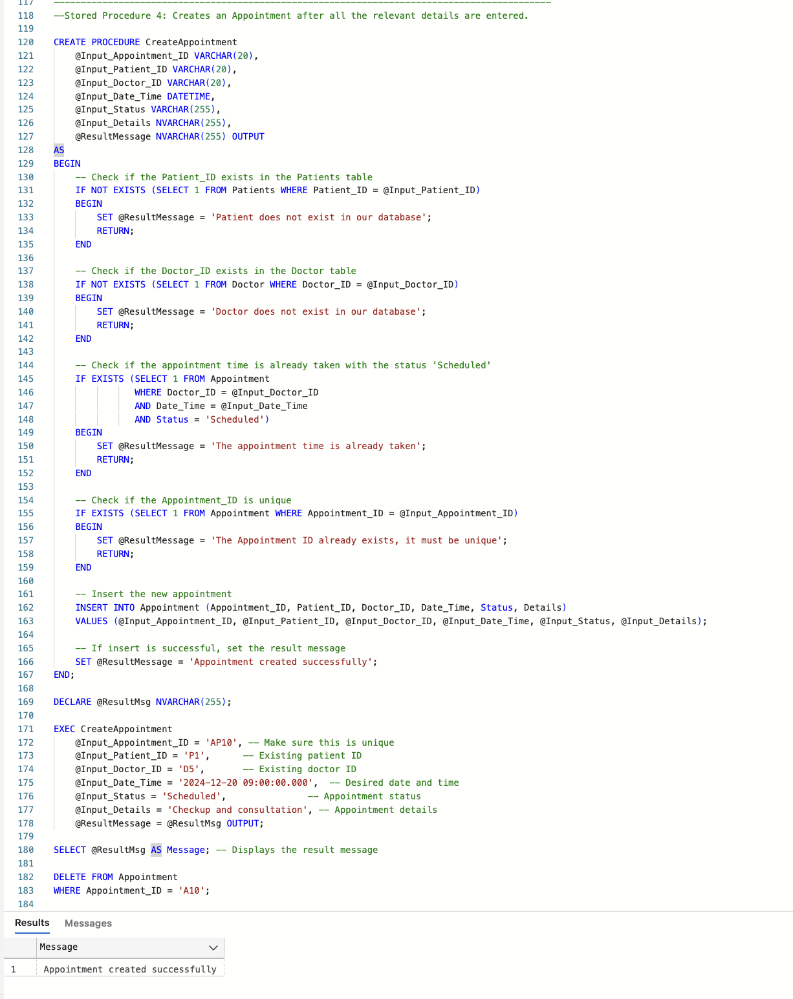 117 --------------------------------------------------------------------------------------------
118 --Stored Procedure 4: Creates an Appointment after all the relevant details are entered.
119
120 CREATE PROCEDURE CreateAppointment
121     @Input_Appointment_ID VARCHAR(20),
122     @Input_Patient_ID VARCHAR(20),
123     @Input_Doctor_ID VARCHAR(20),
124     @Input_Date_Time DATETIME,
125     @Input_Status VARCHAR(255),
126     @Input_Details NVARCHAR(255),
127     @ResultMessage NVARCHAR(255) OUTPUT
128 AS
129 BEGIN
130     -- Check if the Patient_ID exists in the Patients table
131     IF NOT EXISTS (SELECT 1 FROM Patients WHERE Patient_ID = @Input_Patient_ID)
132     BEGIN
133         SET @ResultMessage = 'Patient does not exist in our database';
134         RETURN;
135     END
136
137     -- Check if the Doctor_ID exists in the Doctor table
138     IF NOT EXISTS (SELECT 1 FROM Doctor WHERE Doctor_ID = @Input_Doctor_ID)
139     BEGIN
140         SET @ResultMessage = 'Doctor does not exist in our database';
141         RETURN;
142     END
143
144     -- Check if the appointment time is already taken with the status 'Scheduled'
145     IF EXISTS (SELECT 1 FROM Appointment
146                WHERE Doctor_ID = @Input_Doctor_ID
147                AND Date_Time = @Input_Date_Time
148                AND Status = 'Scheduled')
149     BEGIN
150         SET @ResultMessage = 'The appointment time is already taken';
151         RETURN;
152     END
153
154     -- Check if the Appointment_ID is unique
155     IF EXISTS (SELECT 1 FROM Appointment WHERE Appointment_ID = @Input_Appointment_ID)
156     BEGIN
157         SET @ResultMessage = 'The Appointment ID already exists, it must be unique';
158         RETURN;
159     END
160
161     -- Insert the new appointment
162     INSERT INTO Appointment (Appointment_ID, Patient_ID, Doctor_ID, Date_Time, Status, Details)
163     VALUES (@Input_Appointment_ID, @Input_Patient_ID, @Input_Doctor_ID, @Input_Date_Time, @Input_Status, @Input_Details);
164
165     -- If insert is successful, set the result message
166     SET @ResultMessage = 'Appointment created successfully';
167 END;
168
169 DECLARE @ResultMsg NVARCHAR(255);
170
171 EXEC CreateAppointment
172     @Input_Appointment_ID = 'AP10', -- Make sure this is unique
173     @Input_Patient_ID = 'P1',      -- Existing patient ID
174     @Input_Doctor_ID = 'D5',       -- Existing doctor ID
175     @Input_Date_Time = '2024-12-20 09:00:00.000',  -- Desired date and time
176     @Input_Status = 'Scheduled',               -- Appointment status
177     @Input_Details = 'Checkup and consultation', -- Appointment details
178     @ResultMessage = @ResultMsg OUTPUT;
179
180 SELECT @ResultMsg AS Message; -- Displays the result message
181
182 DELETE FROM Appointment
183 WHERE Appointment_ID = 'A10';
184
Results Messages
Message
1 Appointment created successfully